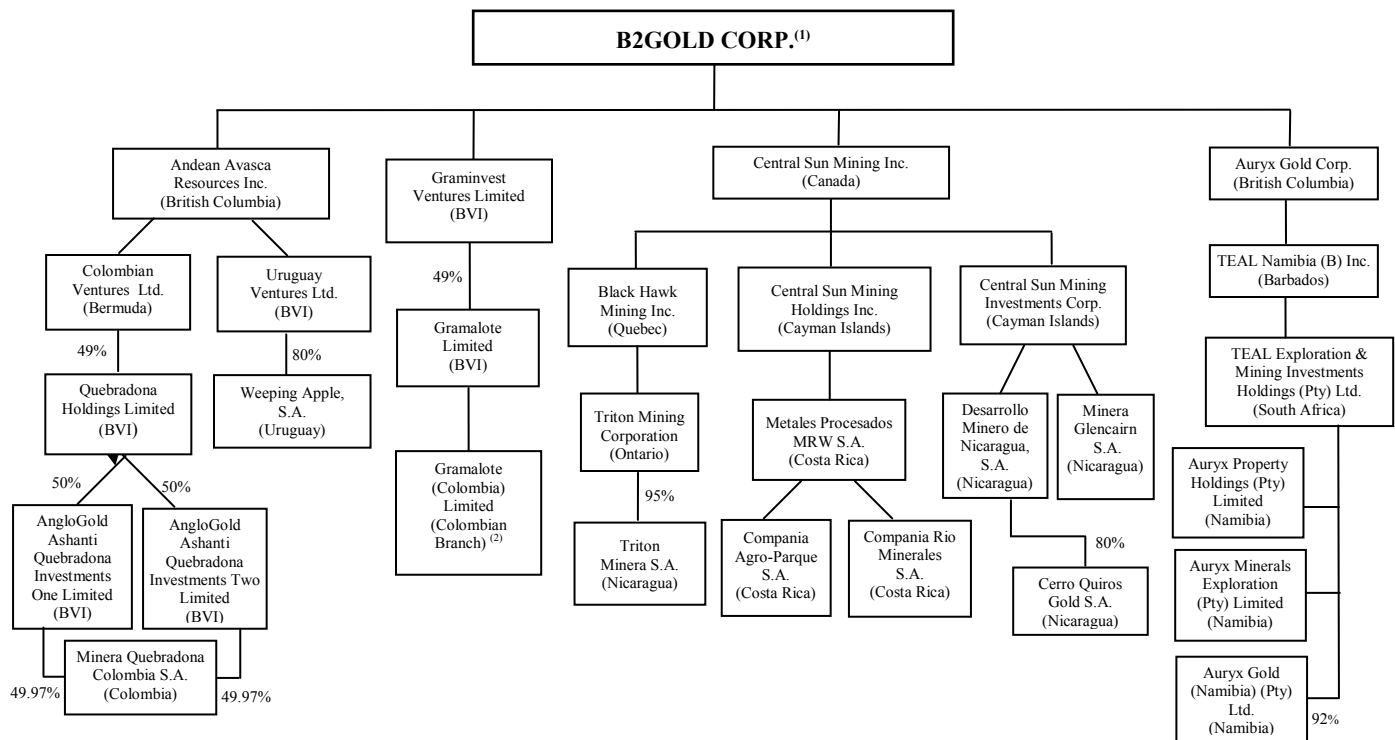 B2GOLD CORP.(1)
Andean Avasca
Resources Inc.
(British Columbia)
Graminvest
Ventures Limited
(BVI)
Central Sun Mining Inc.
(Canada)
Auryx Gold Corp.
(British Columbia)
Colombian
Ventures Ltd.
(Bermuda)
Uruguay
Ventures Ltd.
(BVI)
49%
Black Hawk
Mining Inc.
(Quebec)
Central Sun Mining
Holdings Inc.
(Cayman Islands)
Central Sun Mining
Investments Corp.
(Cayman Islands)
TEAL Namibia (B) Inc.
(Barbados)
49%
80%
Gramalote
Limited
(BVI)
TEAL Exploration &
Mining Investments
Holdings (Pty) Ltd.
(South Africa)
Quebradona
Holdings Limited
(BVI)
Weeping Apple,
S.A.
(Uruguay)
Triton Mining
Corporation
(Ontario)
Metales Procesados
MRW S.A.
(Costa Rica)
Desarrollo
Minero de
Nicaragua,
S.A.
(Nicaragua)
Minera
Glencairn
S.A.
(Nicaragua)
50%
50%
Gramalote
(Colombia)
Limited
(Colombian
Branch) (2)
95%
Auryx Property
Holdings (Pty)
Limited
(Namibia)
AngloGold
Ashanti
Quebradona
Investments
One Limited
(BVI)
AngloGold
Ashanti
Quebradona
Investments Two
Limited
(BVI)
Triton
Minera S.A.
(Nicaragua)
Compania
Agro-Parque
S.A.
(Costa Rica)
Compania Rio
Minerales
S.A.
(Costa Rica)
80%
Cerro Quiros
Gold S.A.
(Nicaragua)
Auryx Minerals
Exploration
(Pty) Limited
(Namibia)
Minera Quebradona
Colombia S.A.
(Colombia)
49.97%
49.97%
Auryx Gold
(Namibia) (Pty)
Ltd.
(Namibia)
92%